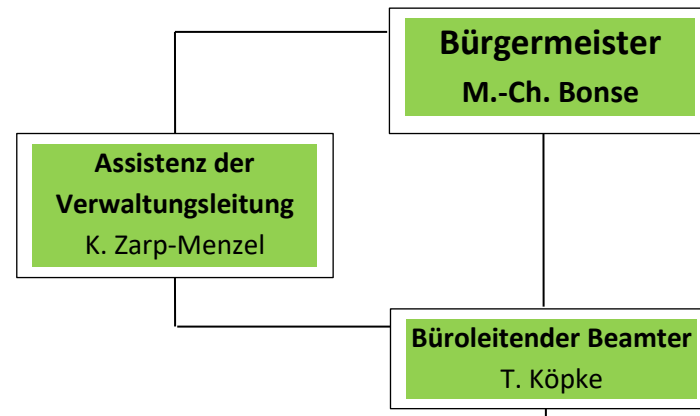 Bürgermeister
M.-Ch. Bonse
Assistenz der
Verwaltungsleitung
K. Zarp-Menzel
Büroleitender Beamter
T. Köpke